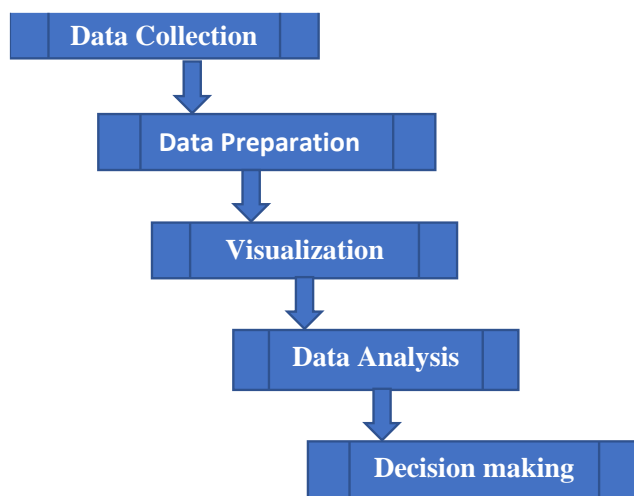 Data Collection
Data Preparation
Visualization
Data Analysis
Decision making